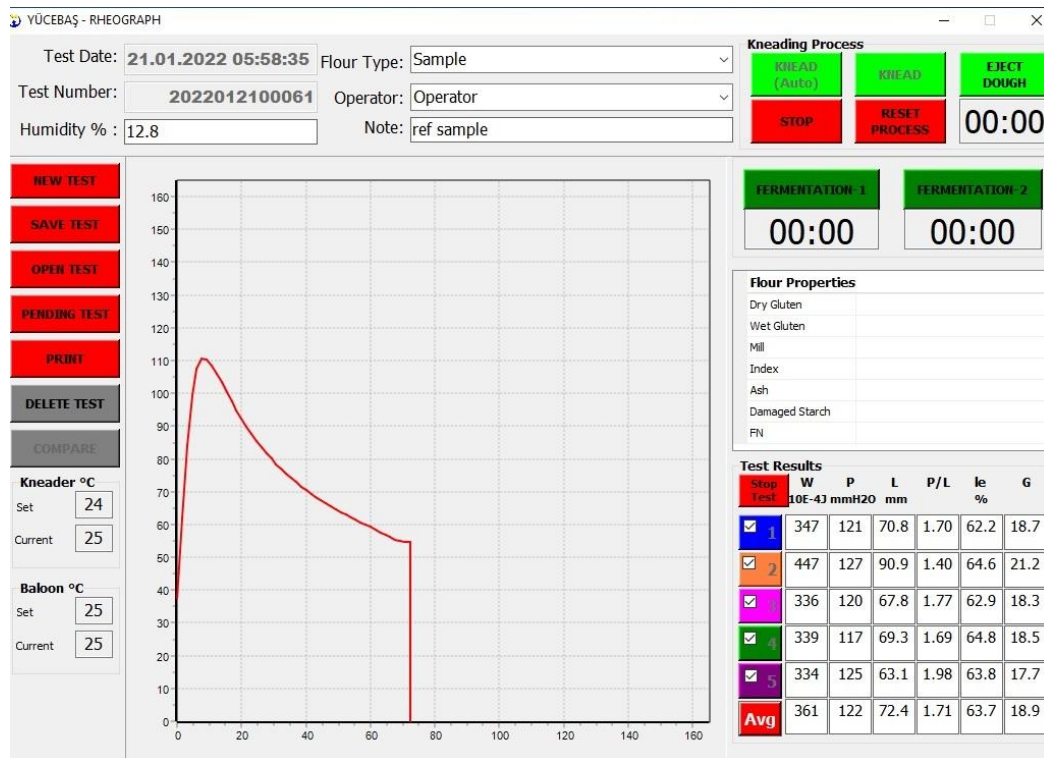 YÜCEBAŞ - RHEOGRAPH
Test Date: 21.01.2022 05:58:35 Flour Type: Sample
Test Number: 2022012100061 Operator: Operator
Humidity % : 12.8 Note: ref sample
Kneading Process
KNEAD (Auto) KNEAD EJECT DOUGH
STOP RESET PROCESS 00:00
NEW TEST
SAVE TEST
OPEN TEST
PENDING TEST
PRINT
DELETE TEST
COMPARE
Kneader °C
Set 24
Current 25
Baloon °C
Set 25
Current 25
160
150
140
130
120
110
100
90
80
70
60
50
40
30
20
10
0
0 20 40 60 80 100 120 140 160
FERMENTATION-1 FERMENTATION-2
00:00 00:00
Flour Properties
Dry Gluten
Wet Gluten
Mill
Index
Ash
Damaged Starch
FN
Test Results
Stop Test W 10E-4J P mmH2O L mm P/L Ie % G
1 347 121 70.8 1.70 62.2 18.7
2 447 127 90.9 1.40 64.6 21.2
3 336 120 67.8 1.77 62.9 18.3
4 339 117 69.3 1.69 64.8 18.5
5 334 125 63.1 1.98 63.8 17.7
Avg 361 122 72.4 1.71 63.7 18.9